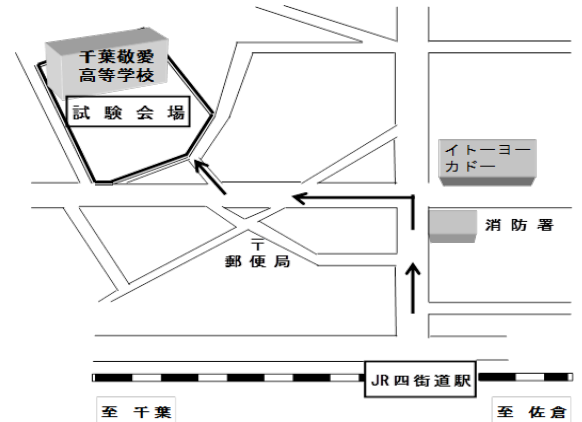 千葉敬愛
高等学校
試験会場
イトーヨー
カドー
消防署
〒
郵便局
JR四街道駅
至 千葉
至 佐倉